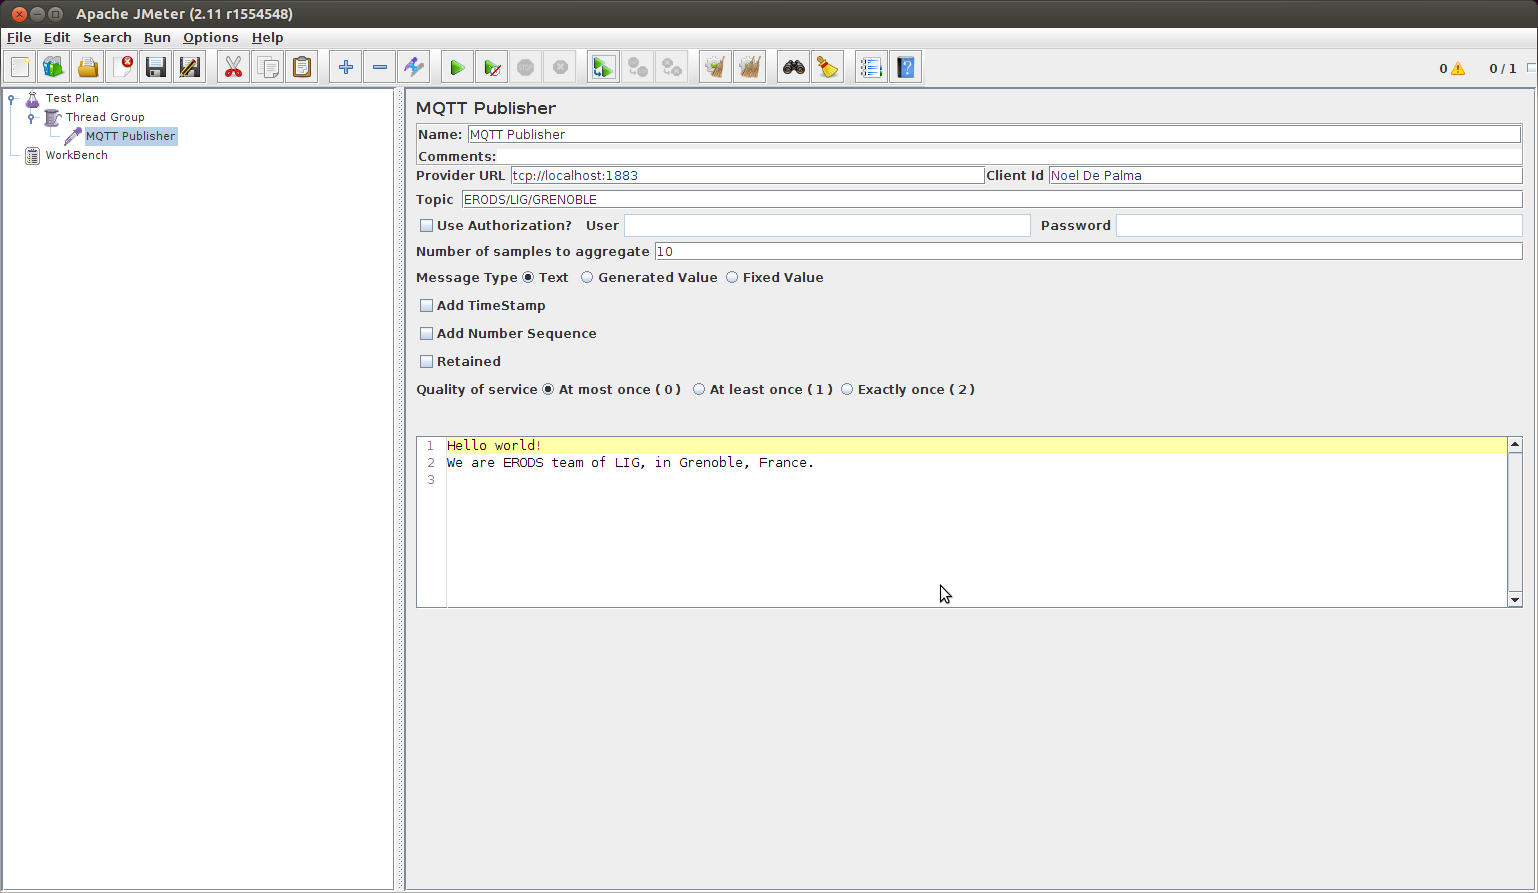 Apache JMeter (2.11 r1554548)
File Edit Search Run Options Help
0 0 / 1
Test Plan
Thread Group
MQTT Publisher
WorkBench
MQTT Publisher
Name: MQTT Publisher
Comments:
Provider URL tcp://localhost:1883 Client Id Noel De Palma
Topic ERODS/LIG/GRENOBLE
Use Authorization? User Password
Number of samples to aggregate 10
Message Type Text Generated Value Fixed Value
Add TimeStamp
Add Number Sequence
Retained
Quality of service At most once ( 0 ) At least once ( 1 ) Exactly once ( 2 )
1 Hello world!
2 We are ERODS team of LIG, in Grenoble, France.
3